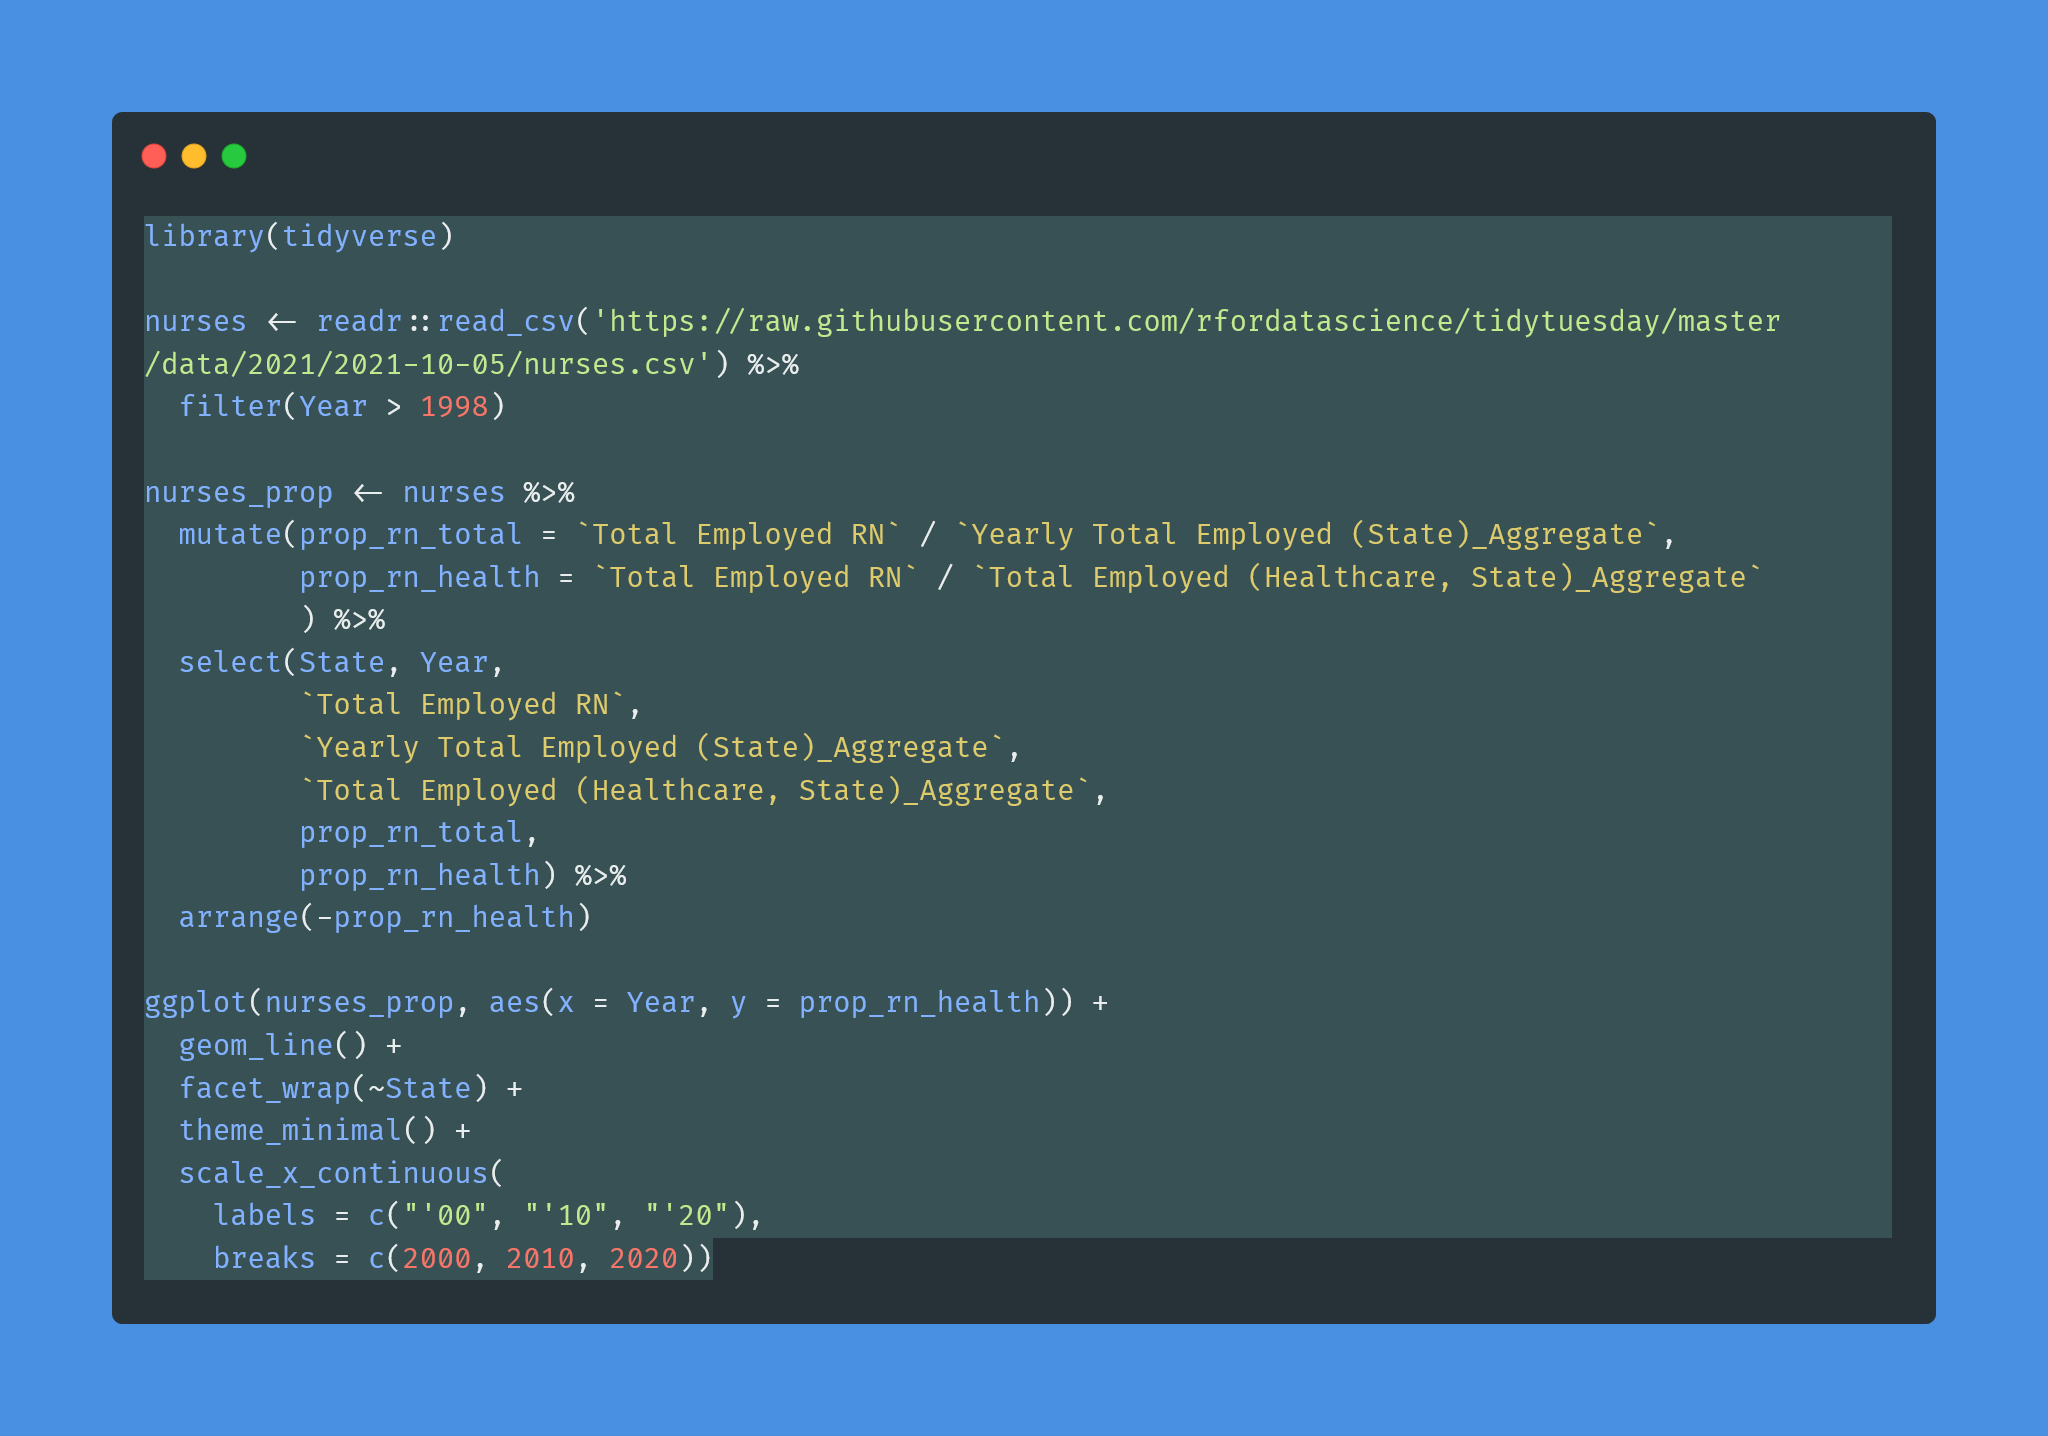 library(tidyverse)

nurses <- readr::read_csv('https://raw.githubusercontent.com/rfordatascience/tidytuesday/master
/data/2021/2021-10-05/nurses.csv') %>%
  filter(Year > 1998)

nurses_prop <- nurses %>%
  mutate(prop_rn_total = `Total Employed RN` / `Yearly Total Employed (State)_Aggregate`,
         prop_rn_health = `Total Employed RN` / `Total Employed (Healthcare, State)_Aggregate`
         ) %>%
  select(State, Year,
         `Total Employed RN`,
         `Yearly Total Employed (State)_Aggregate`,
         `Total Employed (Healthcare, State)_Aggregate`,
         prop_rn_total,
         prop_rn_health) %>%
  arrange(-prop_rn_health)

ggplot(nurses_prop, aes(x = Year, y = prop_rn_health)) +
  geom_line() +
  facet_wrap(~State) +
  theme_minimal() +
  scale_x_continuous(
    labels = c("'00", "'10", "'20"),
    breaks = c(2000, 2010, 2020))